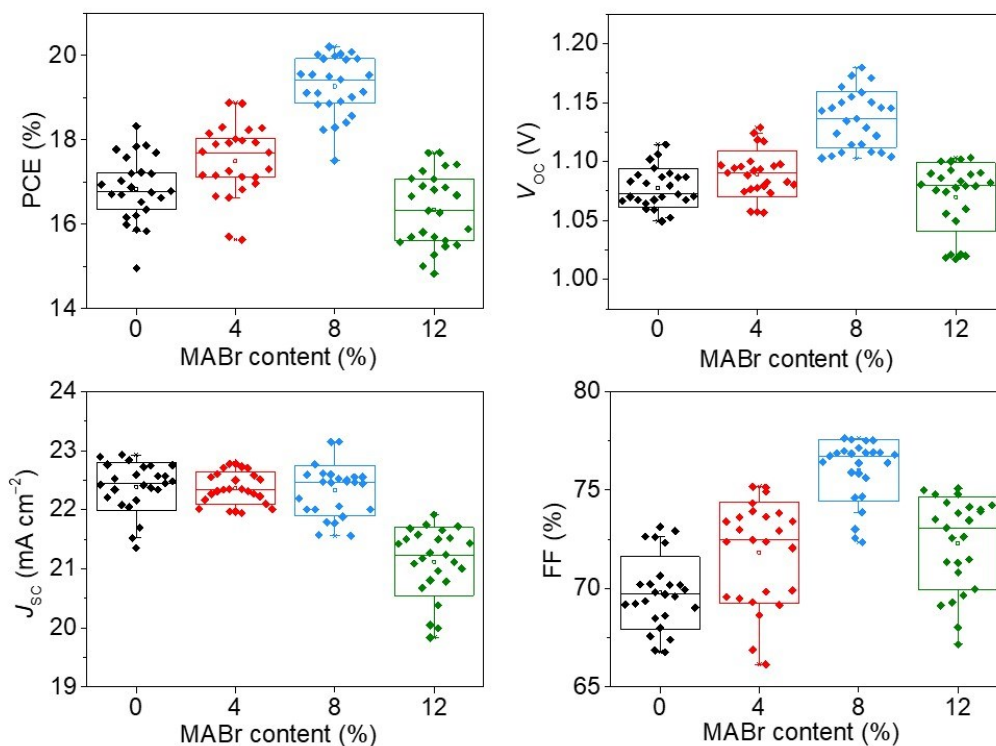 PCE (%)
20
18
16
14
0 4 8 12
MABr content (%)
V_OC (V)
1.20
1.15
1.10
1.05
1.00
0 4 8 12
MABr content (%)
J_SC (mA cm⁻²)
24
23
22
21
20
19
0 4 8 12
MABr content (%)
FF (%)
80
75
70
65
0 4 8 12
MABr content (%)